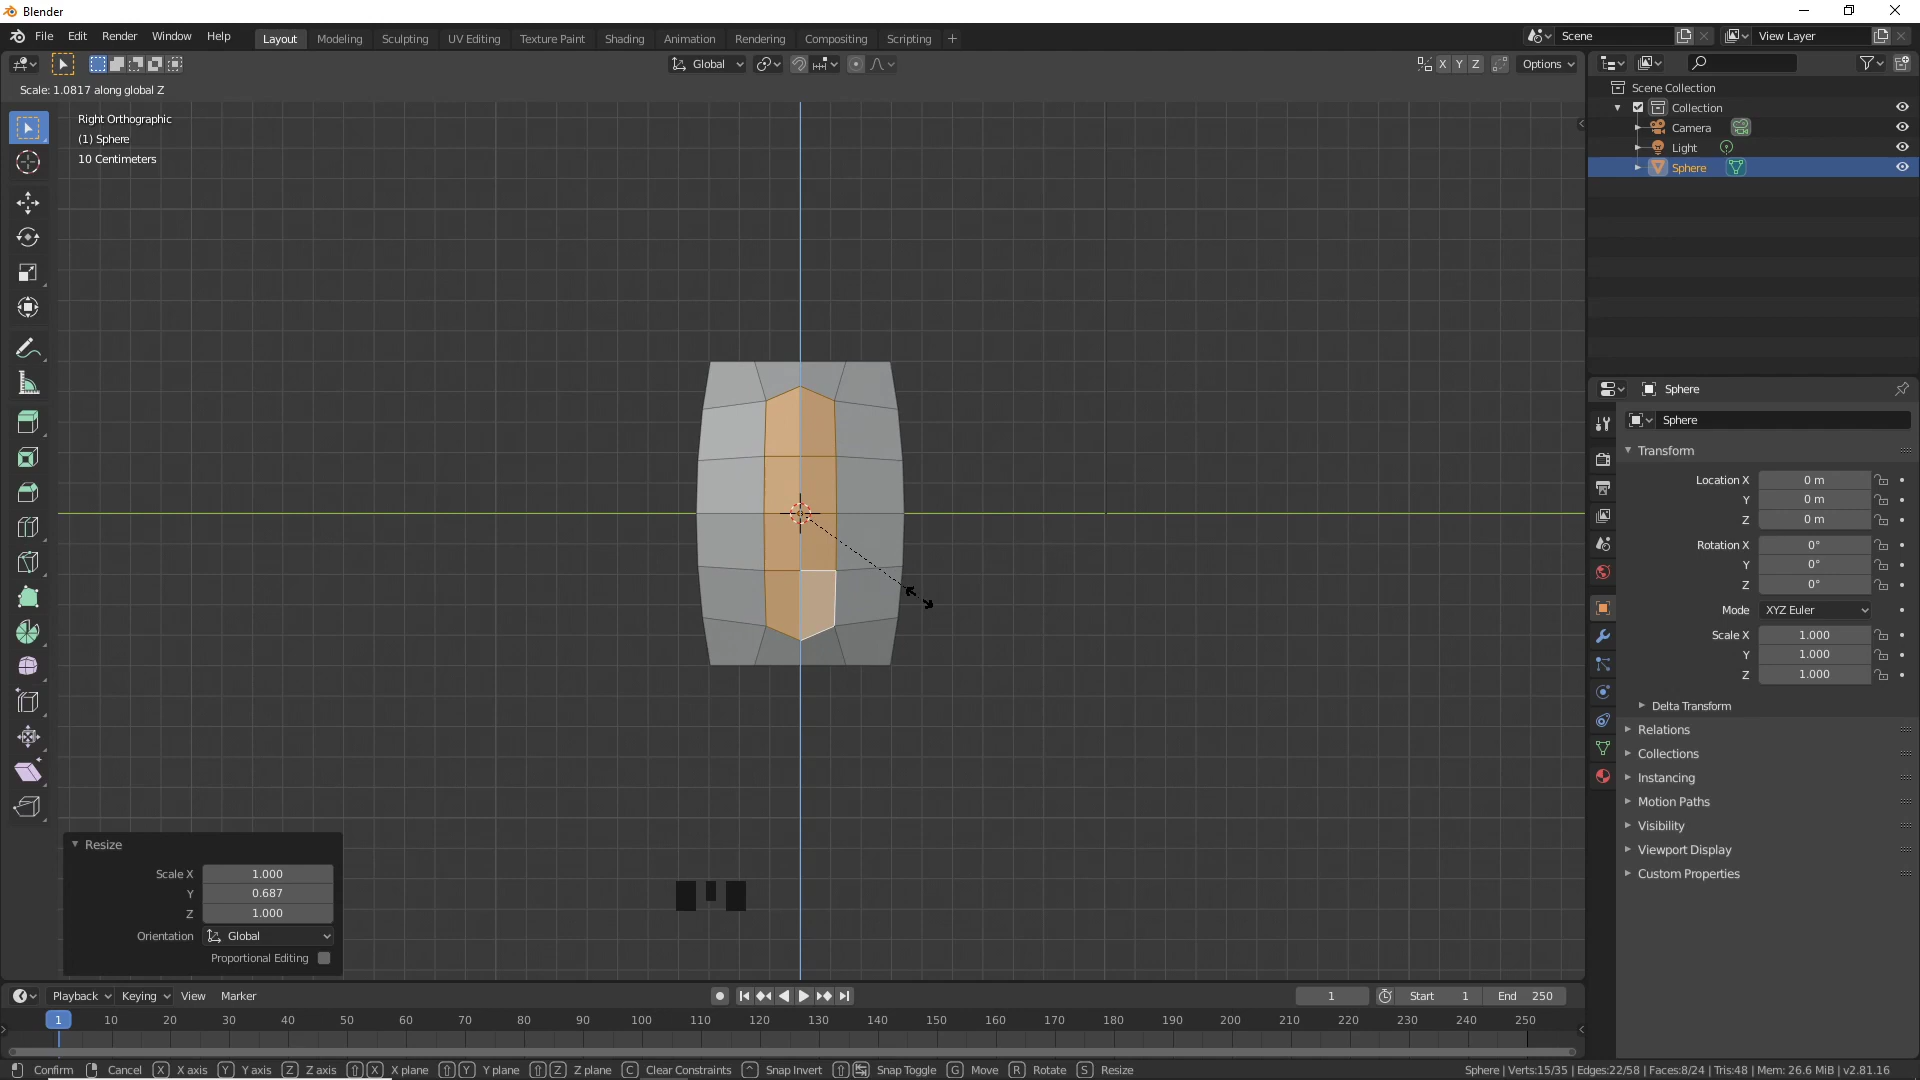 Blender
File Edit Render Window Help Layout Modeling Sculpting UV Editing Texture Paint Shading Animation Rendering Compositing Scripting + Scene View Layer
Global X Y Z Options
Scale: 1.0817 along global Z
Right Orthographic
(1) Sphere
10 Centimeters
Scene Collection
Collection
Camera
Light
Sphere
Sphere
Sphere
Transform
Location X 0 m
Y 0 m
Z 0 m
Rotation X 0°
Y 0°
Z 0°
Mode XYZ Euler
Scale X 1.000
Y 1.000
Z 1.000
Delta Transform
Relations
Collections
Instancing
Motion Paths
Visibility
Viewport Display
Custom Properties
Resize
Scale X 1.000
Y 0.687
Z 1.000
Orientation Global
Proportional Editing
Playback Keying View Marker 1 Start 1 End 250
1 10 20 30 40 50 60 70 80 90 100 110 120 130 140 150 160 170 180 190 200 210 220 230 240 250
Confirm Cancel X X axis Y Y axis Z Z axis X X plane Y Y plane Z Z plane C Clear Constraints Snap Invert Snap Toggle G Move R Rotate S Resize Sphere | Verts:15/35 | Edges:22/58 | Faces:8/24 | Tris:48 | Mem: 26.6 MiB | v2.81.16